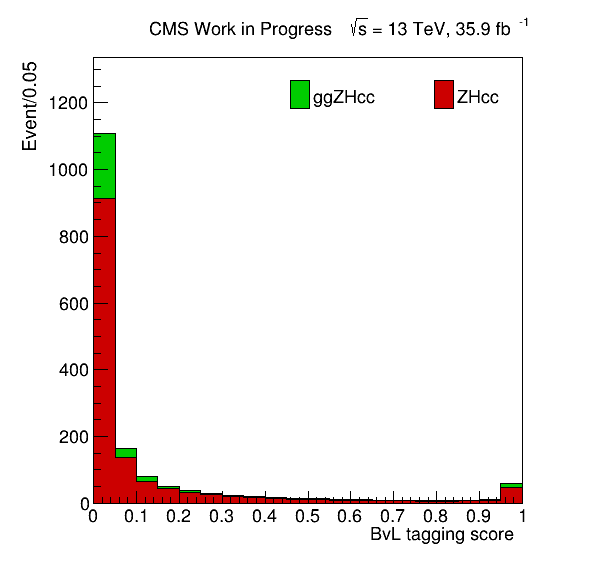 CMS Work in Progress √s = 13 TeV, 35.9 fb -1
Event/0.05
ggZHcc ZHcc
1200
1000
800
600
400
200
0
0 0.1 0.2 0.3 0.4 0.5 0.6 0.7 0.8 0.9 1
BvL tagging score